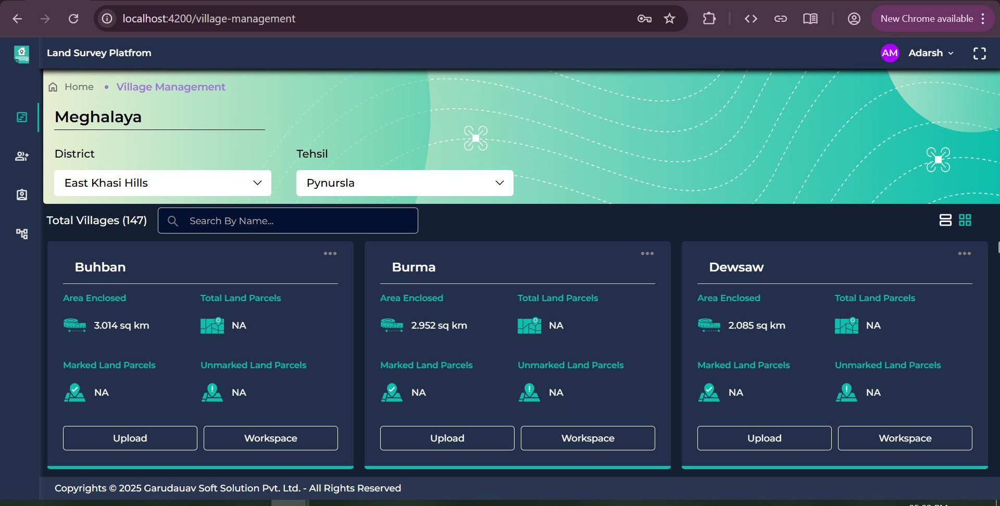 localhost:4200/village-management
New Chrome available
Land Survey Platfrom
AM Adarsh
Home • Village Management
Meghalaya
District Tehsil
East Khasi Hills Pynursla
Total Villages (147) Search By Name...
Buhban Burma Dewsaw
Area Enclosed Total Land Parcels Area Enclosed Total Land Parcels Area Enclosed Total Land Parcels
3.014 sq km NA 2.952 sq km NA 2.085 sq km NA
Marked Land Parcels Unmarked Land Parcels Marked Land Parcels Unmarked Land Parcels Marked Land Parcels Unmarked Land Parcels
NA NA NA NA NA NA
Upload Workspace Upload Workspace Upload Workspace
Copyrights © 2025 Garudauav Soft Solution Pvt. Ltd. - All Rights Reserved